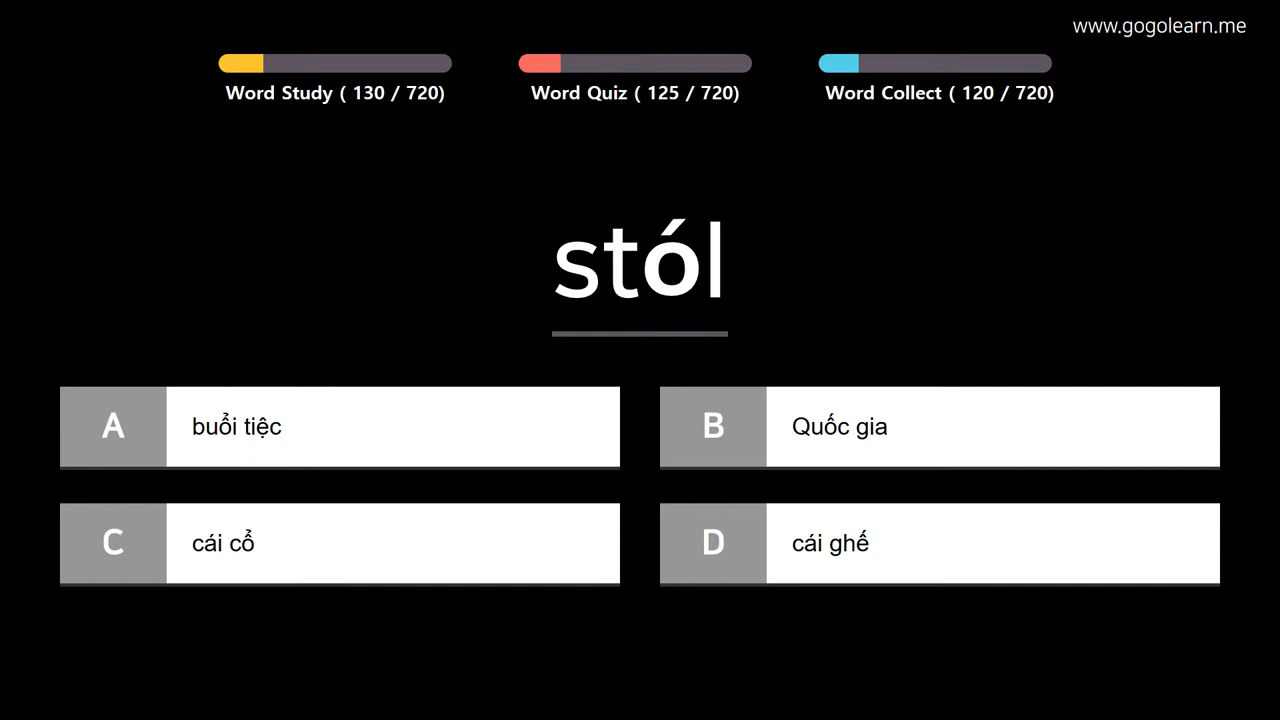 www.gogolearn.me
Word Study ( 130 / 720)
Word Quiz ( 125 / 720)
Word Collect ( 120 / 720)
stól
A buổi tiệc
B Quốc gia
C cái cổ
D cái ghế